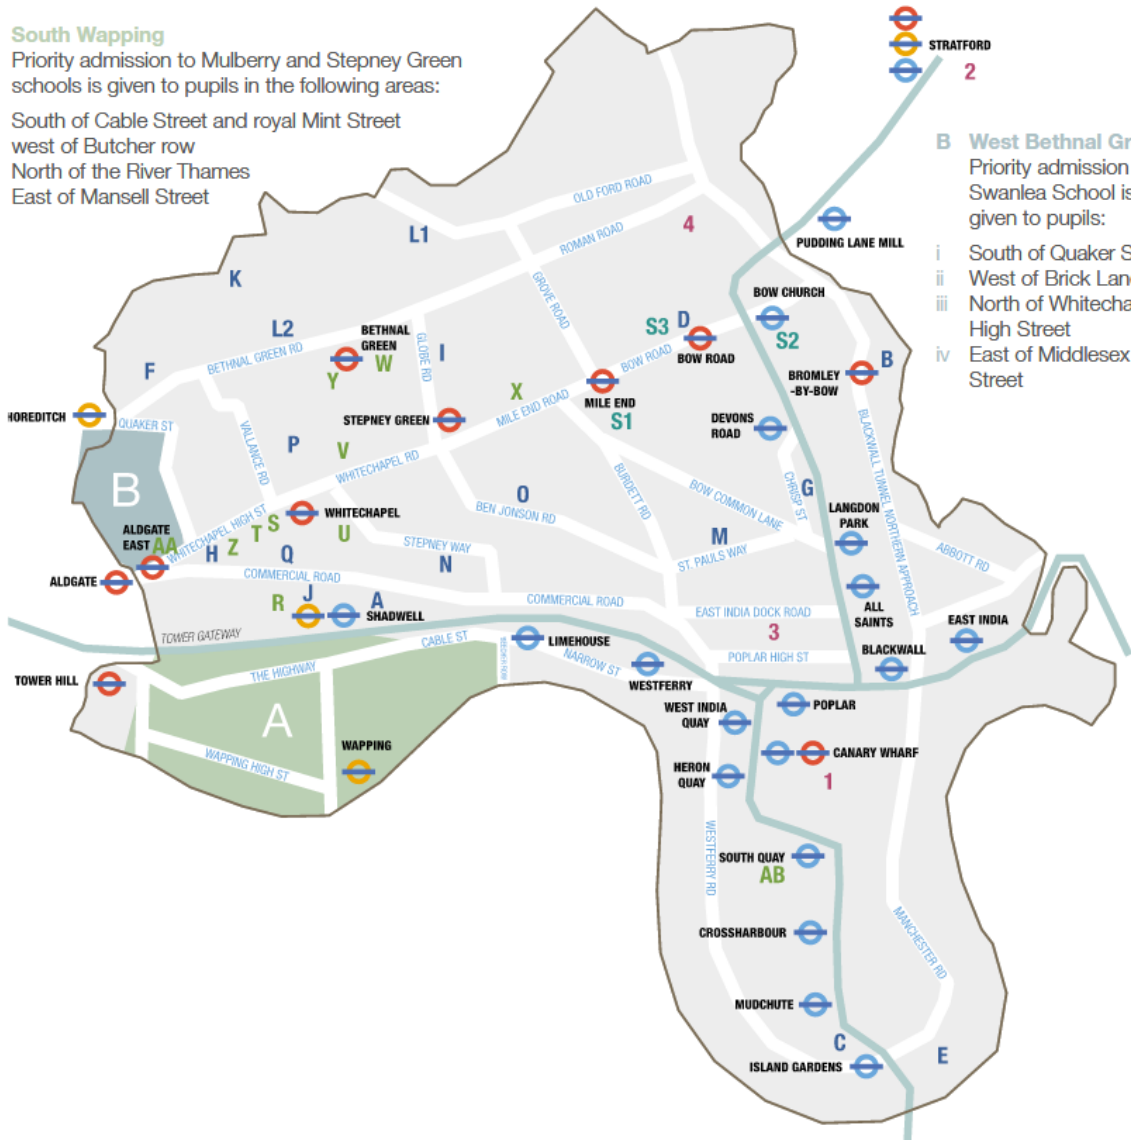 South Wapping
Priority admission to Mulberry and Stepney Green
schools is given to pupils in the following areas:
South of Cable Street and royal Mint Street
west of Butcher row
North of the River Thames
East of Mansell Street
STRATFORD
2
B West Bethnal Gr
Priority admission
Swanlea School is
given to pupils:
i South of Quaker S
ii West of Brick Lan
iii North of Whitecha
High Street
iv East of Middlesex
Street
OLD FORD ROAD
L1
4
ROMAN ROAD
PUDDING LANE MILL
K
GROVE ROAD
BOW CHURCH
L2
BETHNAL
GREEN
S3
D
S2
W
Y
BETHNAL GREEN RD
GLOBE RD
I
BOW ROAD
BOW ROAD
B
F
BROMLEY
-BY-BOW
X
MILE END
S1
MILE END ROAD
HOREDITCH
QUAKER ST
STEPNEY GREEN
DEVONS
ROAD
VALLANCE RD
P
V
WHITECHAPEL RD
BLACKWALL TUNNEL NORTHERN APPROACH
B
BURDETT RD
BOW COMMON LANE
CHRISP ST
G
O
BEN JONSON RD
LANGDON
PARK
ALDGATE
EAST
AA
WHITECHAPEL HIGH ST
WHITECHAPEL
S
T
Z
H
U
Q
STEPNEY WAY
M
ST. PAULS WAY
ABBOTT RD
N
ALDGATE
COMMERCIAL ROAD
J
R
A
SHADWELL
COMMERCIAL ROAD
EAST INDIA DOCK ROAD
ALL
SAINTS
EAST INDIA
3
TOWER GATEWAY
CABLE ST
LIMEHOUSE
NARROW ST
POPLAR HIGH ST
BLACKWALL
TOWER HILL
THE HIGHWAY
WESTFERRY
WEST INDIA
QUAY
POPLAR
A
WAPPING
WAPPING HIGH ST
CANARY WHARF
HERON
QUAY
1
WESTFERRY RD
SOUTH QUAY
AB
CROSSHARBOUR
MANCHESTER RD
MUDCHUTE
C
E
ISLAND GARDENS